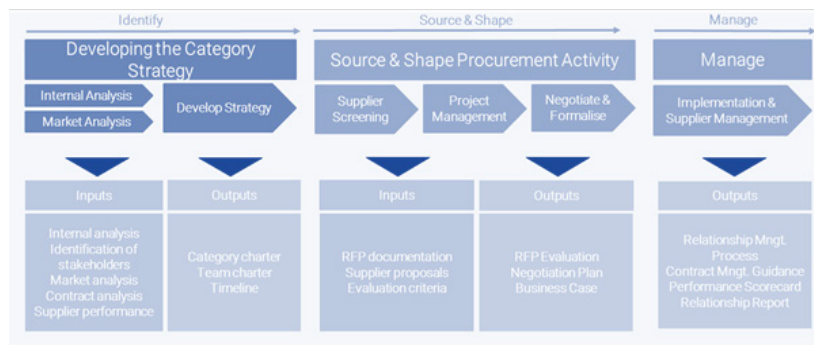 Identify
Source & Shape
Manage
Developing the Category
Strategy
Source & Shape Procurement Activity
Manage
Internal Analysis
Market Analysis
Develop Strategy
Supplier
Screening
Project
Management
Negotiate &
Formalise
Implementation &
Supplier Management
Inputs
Outputs
Inputs
Outputs
Outputs
Internal analysis
Identification of
stakeholders
Market analysis
Contract analysis
Supplier performance
Category charter
Team charter
Timeline
RFP documentation
Supplier proposals
Evaluation criteria
RFP Evaluation
Negotiation Plan
Business Case
Relationship Mngt.
Process
Contract Mngt. Guidance
Performance Scorecard
Relationship Report